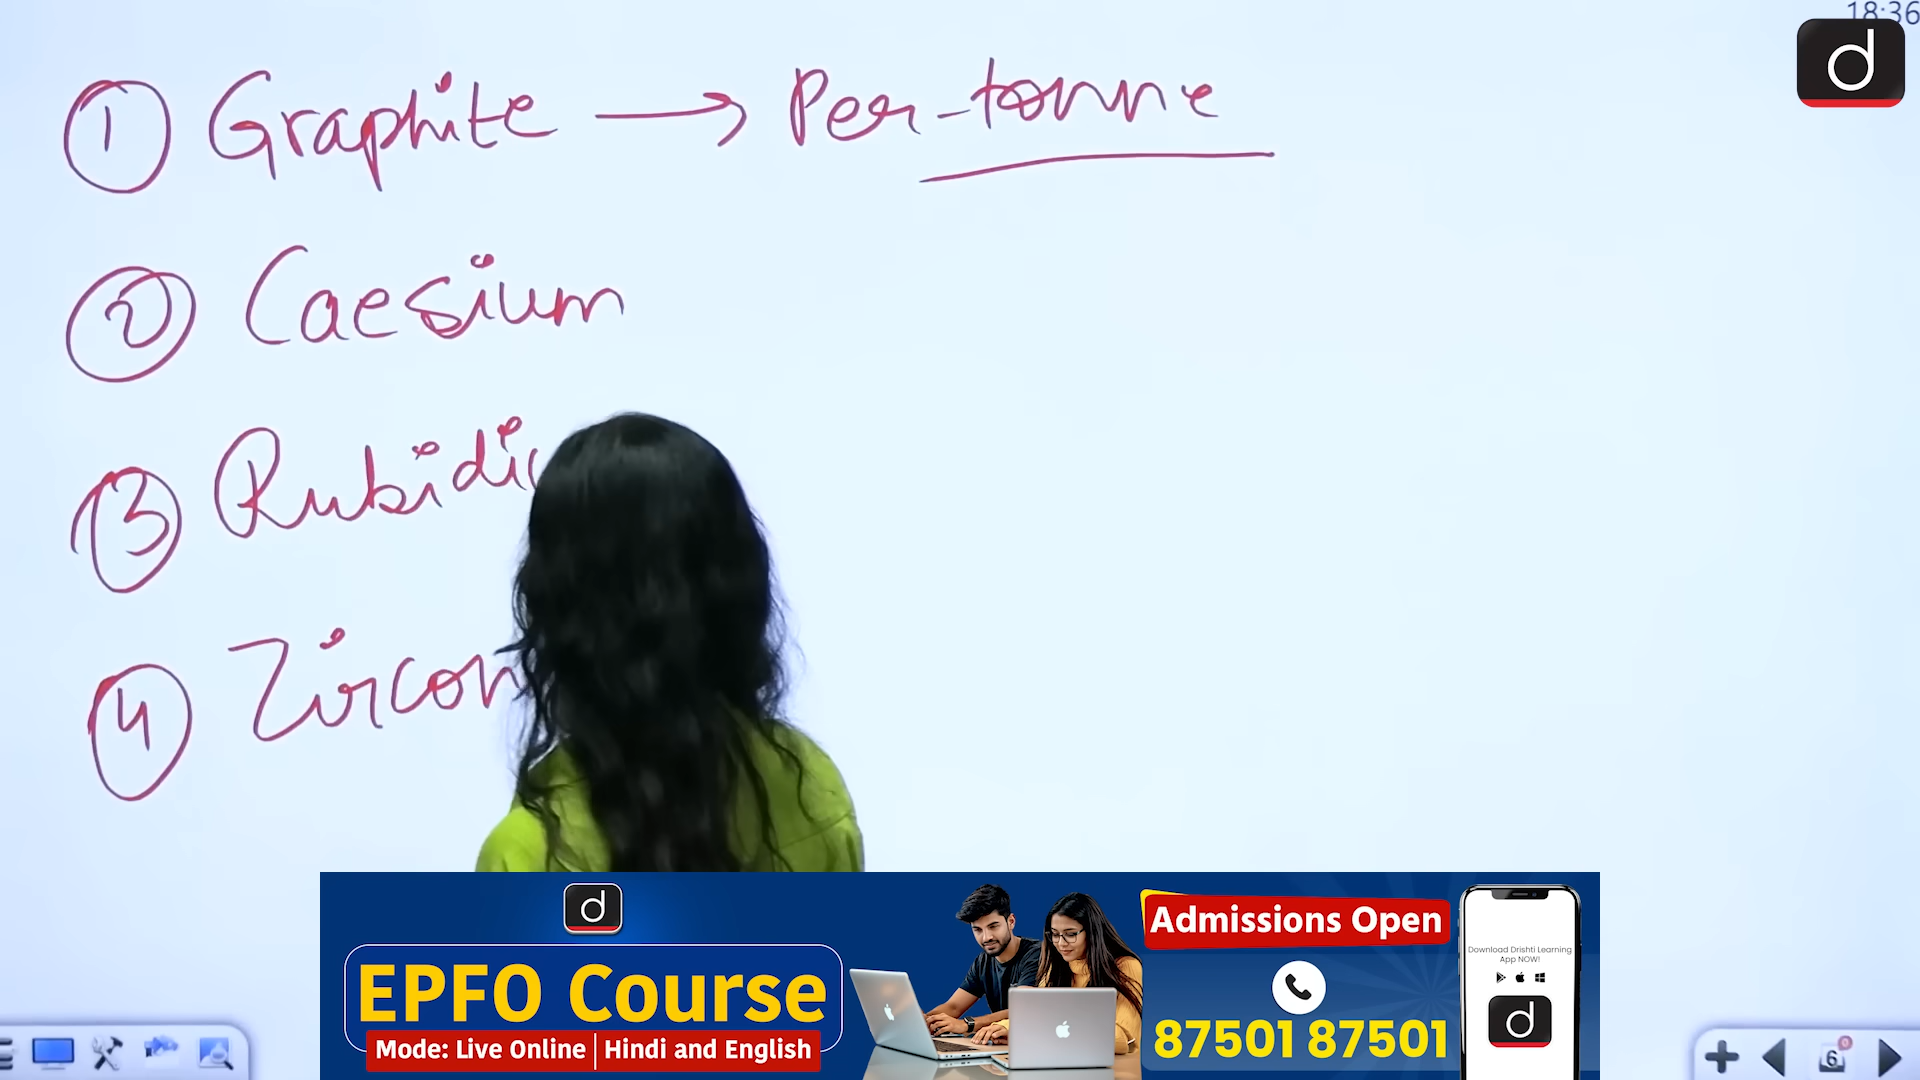 18:36
d
① Graphite → Per-tonne
② Caesium
③ Rubidi
④ Zircon
d
EPFO Course
Mode: Live Online | Hindi and English
Admissions Open
87501 87501
Download Drishti Learning
App NOW!
d
6